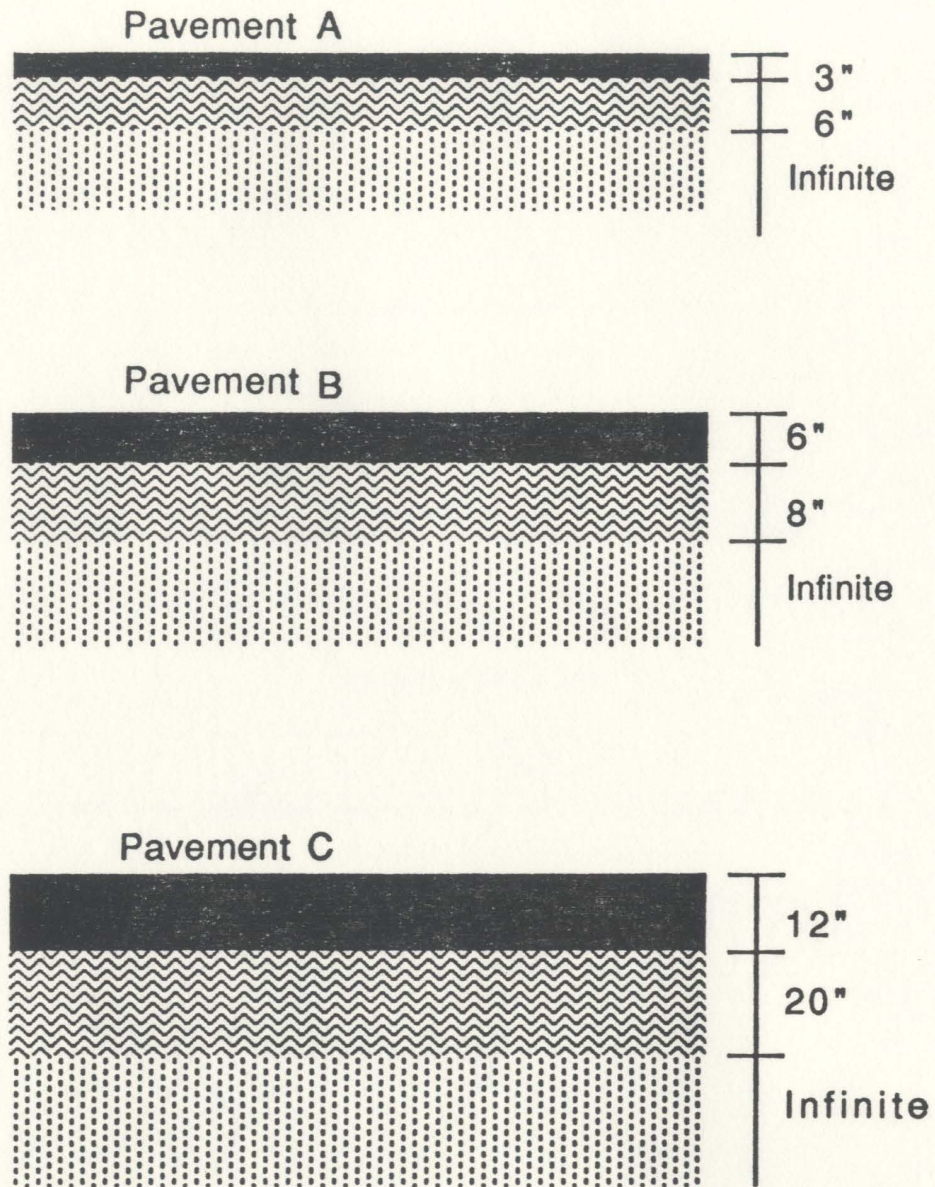 Pavement A
3"
6"
Infinite
Pavement B
6"
8"
Infinite
Pavement C
12"
20"
Infinite